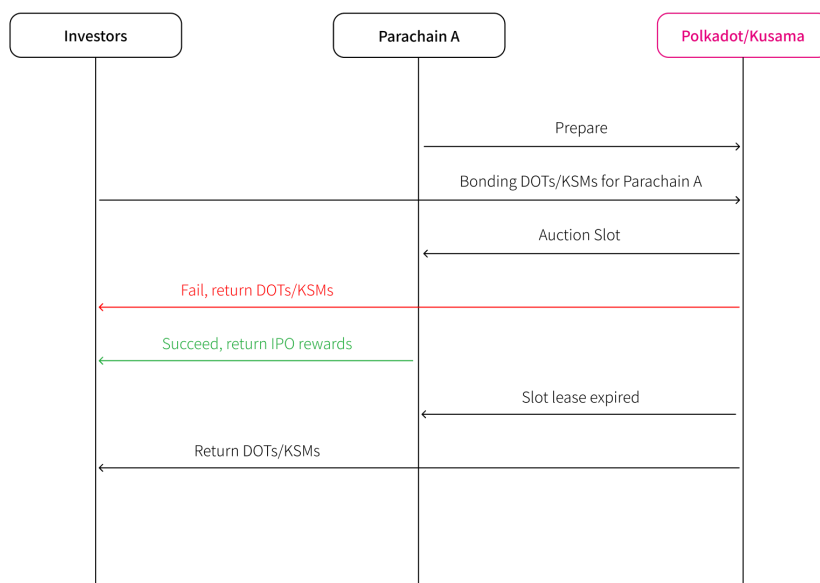 Investors
Parachain A
Polkadot/Kusama
Prepare
Bonding DOTs/KSMs for Parachain A
Auction Slot
Fail, return DOTs/KSMs
Succeed, return IPO rewards
Slot lease expired
Return DOTs/KSMs